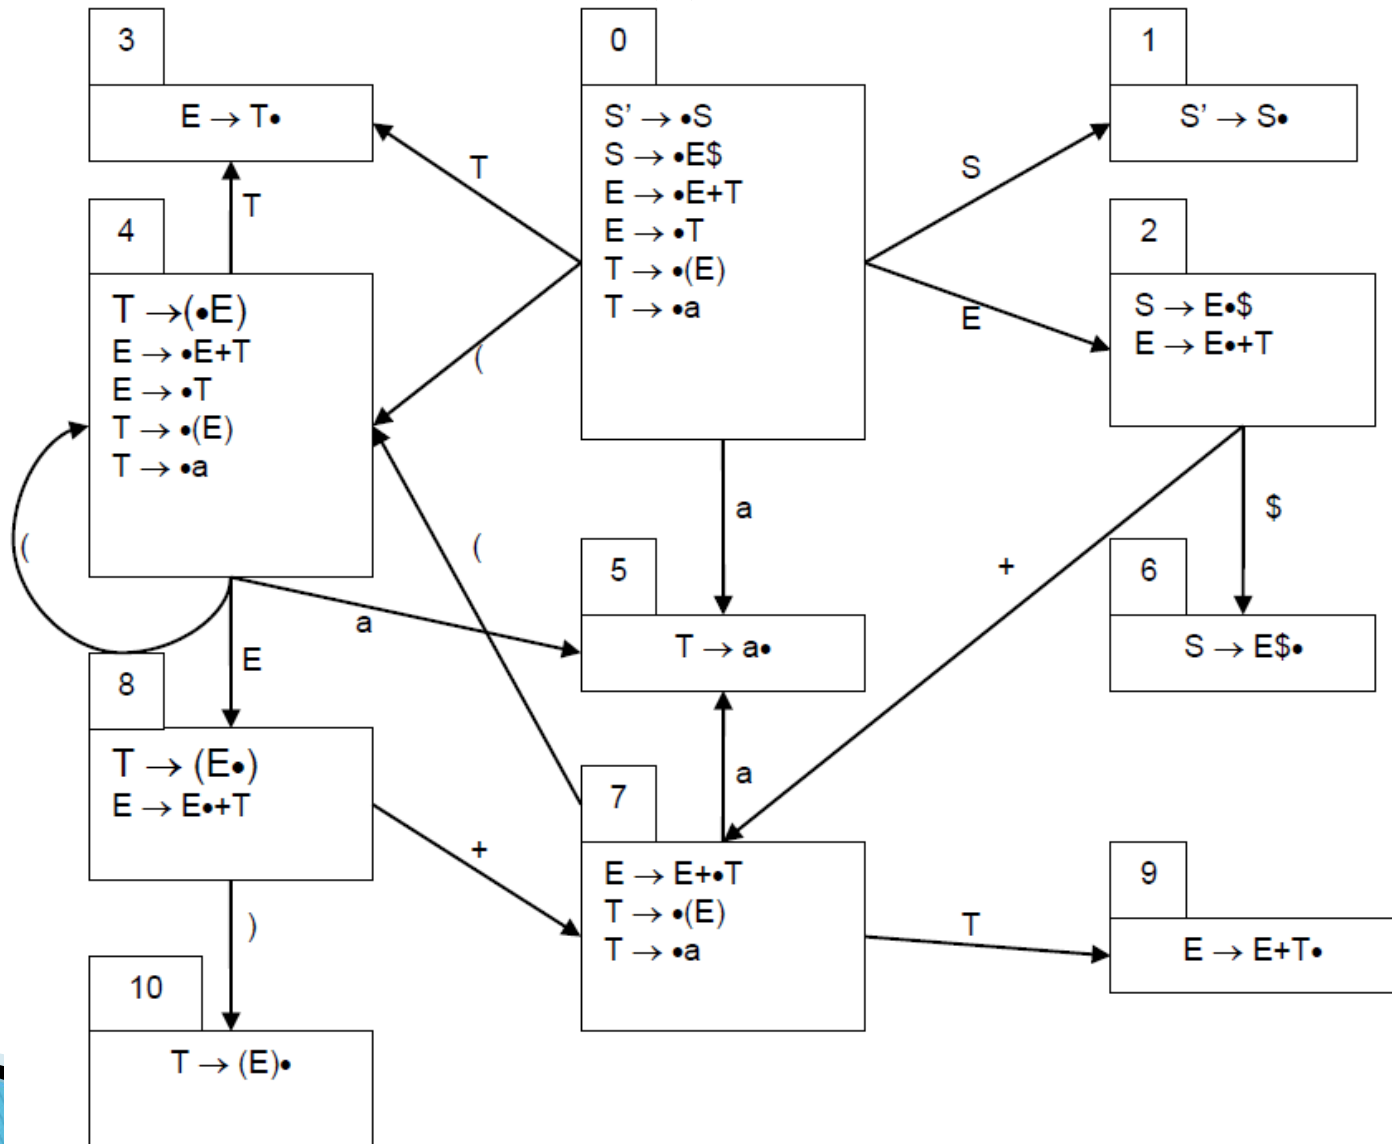 3
E → T•
0
S’ → •S
S → •E$
E → •E+T
E → •T
T → •(E)
T → •a
1
S’ → S•
T
S
T
4
T →(•E)
E → •E+T
E → •T
T → •(E)
T → •a
2
S → E•$
E → E•+T
E
(
a
$
(
(
+
5
T → a•
6
S → E$•
a
E
8
T → (E•)
E → E•+T
a
7
E → E+•T
T → •(E)
T → •a
+
)
T
9
E → E+T•
10
T → (E)•